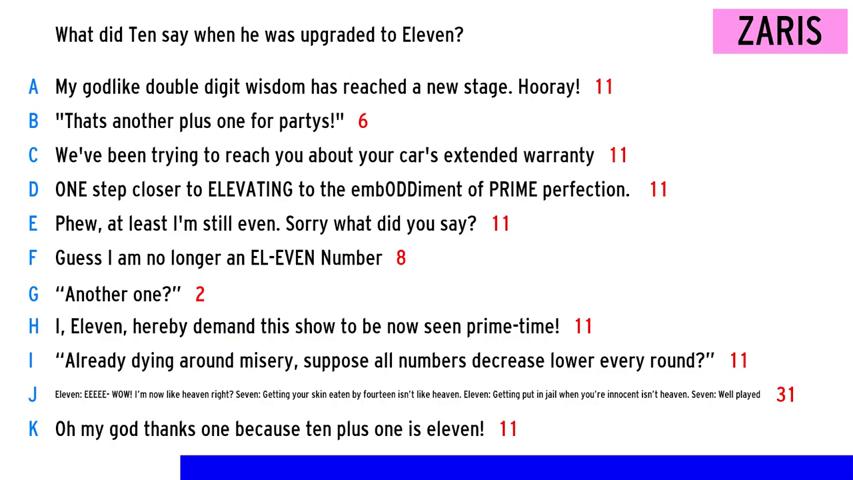 What did Ten say when he was upgraded to Eleven?
ZARIS
A My godlike double digit wisdom has reached a new stage. Hooray! 11
B "Thats another plus one for partys!" 6
C We've been trying to reach you about your car's extended warranty 11
D ONE step closer to ELEVATING to the embODDiment of PRIME perfection. 11
E Phew, at least I'm still even. Sorry what did you say? 11
F Guess I am no longer an EL-EVEN Number 8
G “Another one?” 2
H I, Eleven, hereby demand this show to be now seen prime-time! 11
I “Already dying around misery, suppose all numbers decrease lower every round?” 11
J Eleven: EEEEE- WOW! I'm now like heaven right? Seven: Getting your skin eaten by fourteen isn't like heaven. Eleven: Getting put in jail when you're innocent isn't heaven. Seven: Well played 31
K Oh my god thanks one because ten plus one is eleven! 11